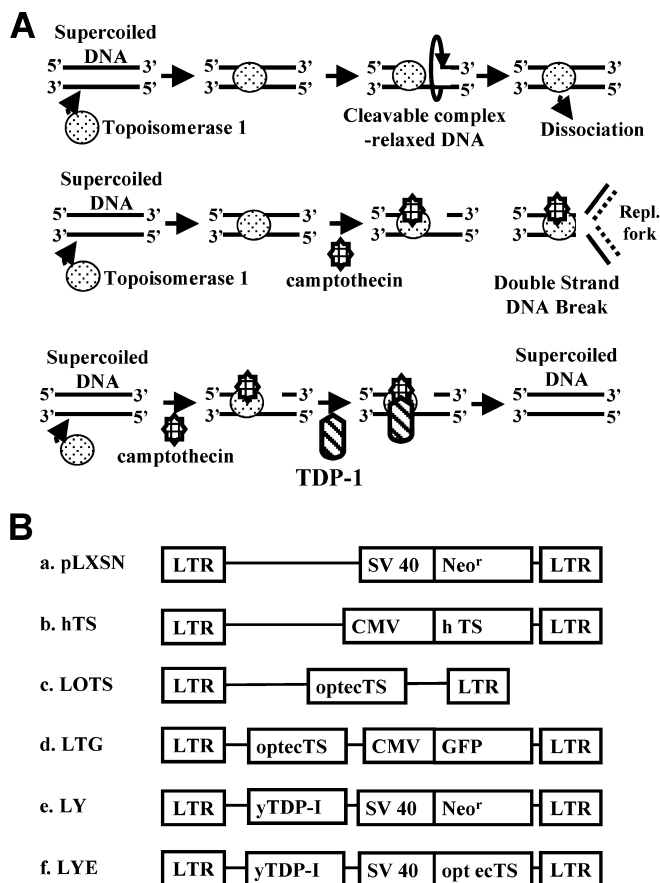 A
Supercoiled
DNA
5’ 3’ 5’ 3’ 5’ 3’ 5’ 3’
3’ 5’ 3’ 5’ 3’ 5’ 3’ 5’
Topoisomerase 1
Cleavable complex
-relaxed DNA
Dissociation
Supercoiled
DNA
5’ 3’ 5’ 3’ 5’ 3’ 5’
3’ 5’ 3’ 5’ 3’ 5’ 3’
Repl.
fork
Topoisomerase 1
camptothecin
Double Strand
DNA Break
Supercoiled
DNA
Supercoiled
DNA
5’ 3’ 5’ 3’ 5’ 3’ 5’ 3’
3’ 5’ 3’ 5’ 3’ 5’ 3’ 5’
camptothecin
TDP-1
B
a. pLXSN LTR SV 40 Neoʳ LTR
b. hTS LTR CMV h TS LTR
c. LOTS LTR optecTS LTR
d. LTG LTR optecTS CMV GFP LTR
e. LY LTR yTDP-I SV 40 Neoʳ LTR
f. LYE LTR yTDP-I SV 40 opt ecTS LTR